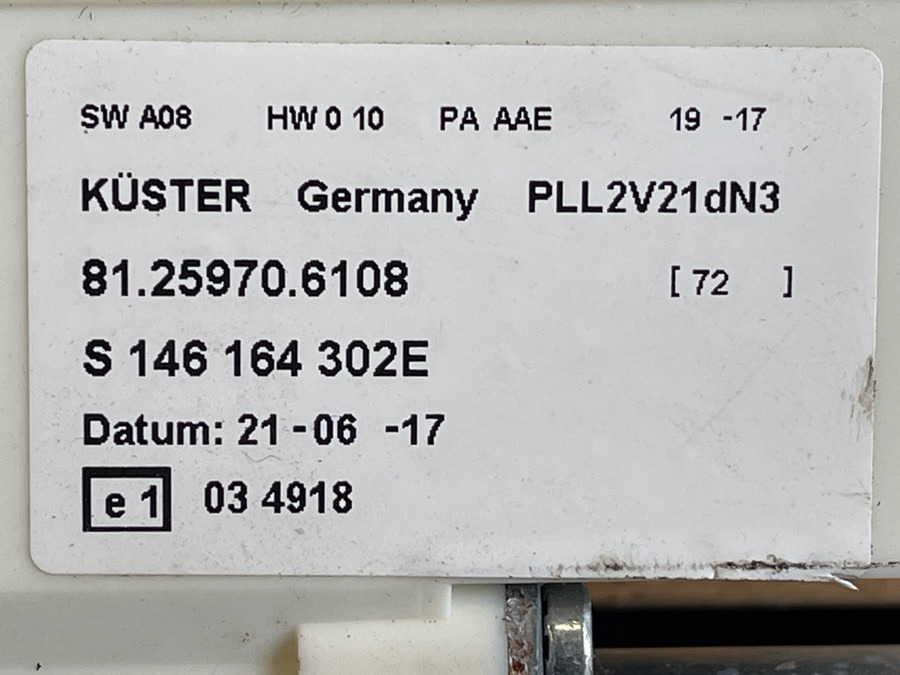 SW A08 HW 0 10 PA AAE 19 -17
KÜSTER Germany PLL2V21dN3
81.25970.6108 [ 72 ]
S 146 164 302E
Datum: 21-06 -17
e 1 03 4918